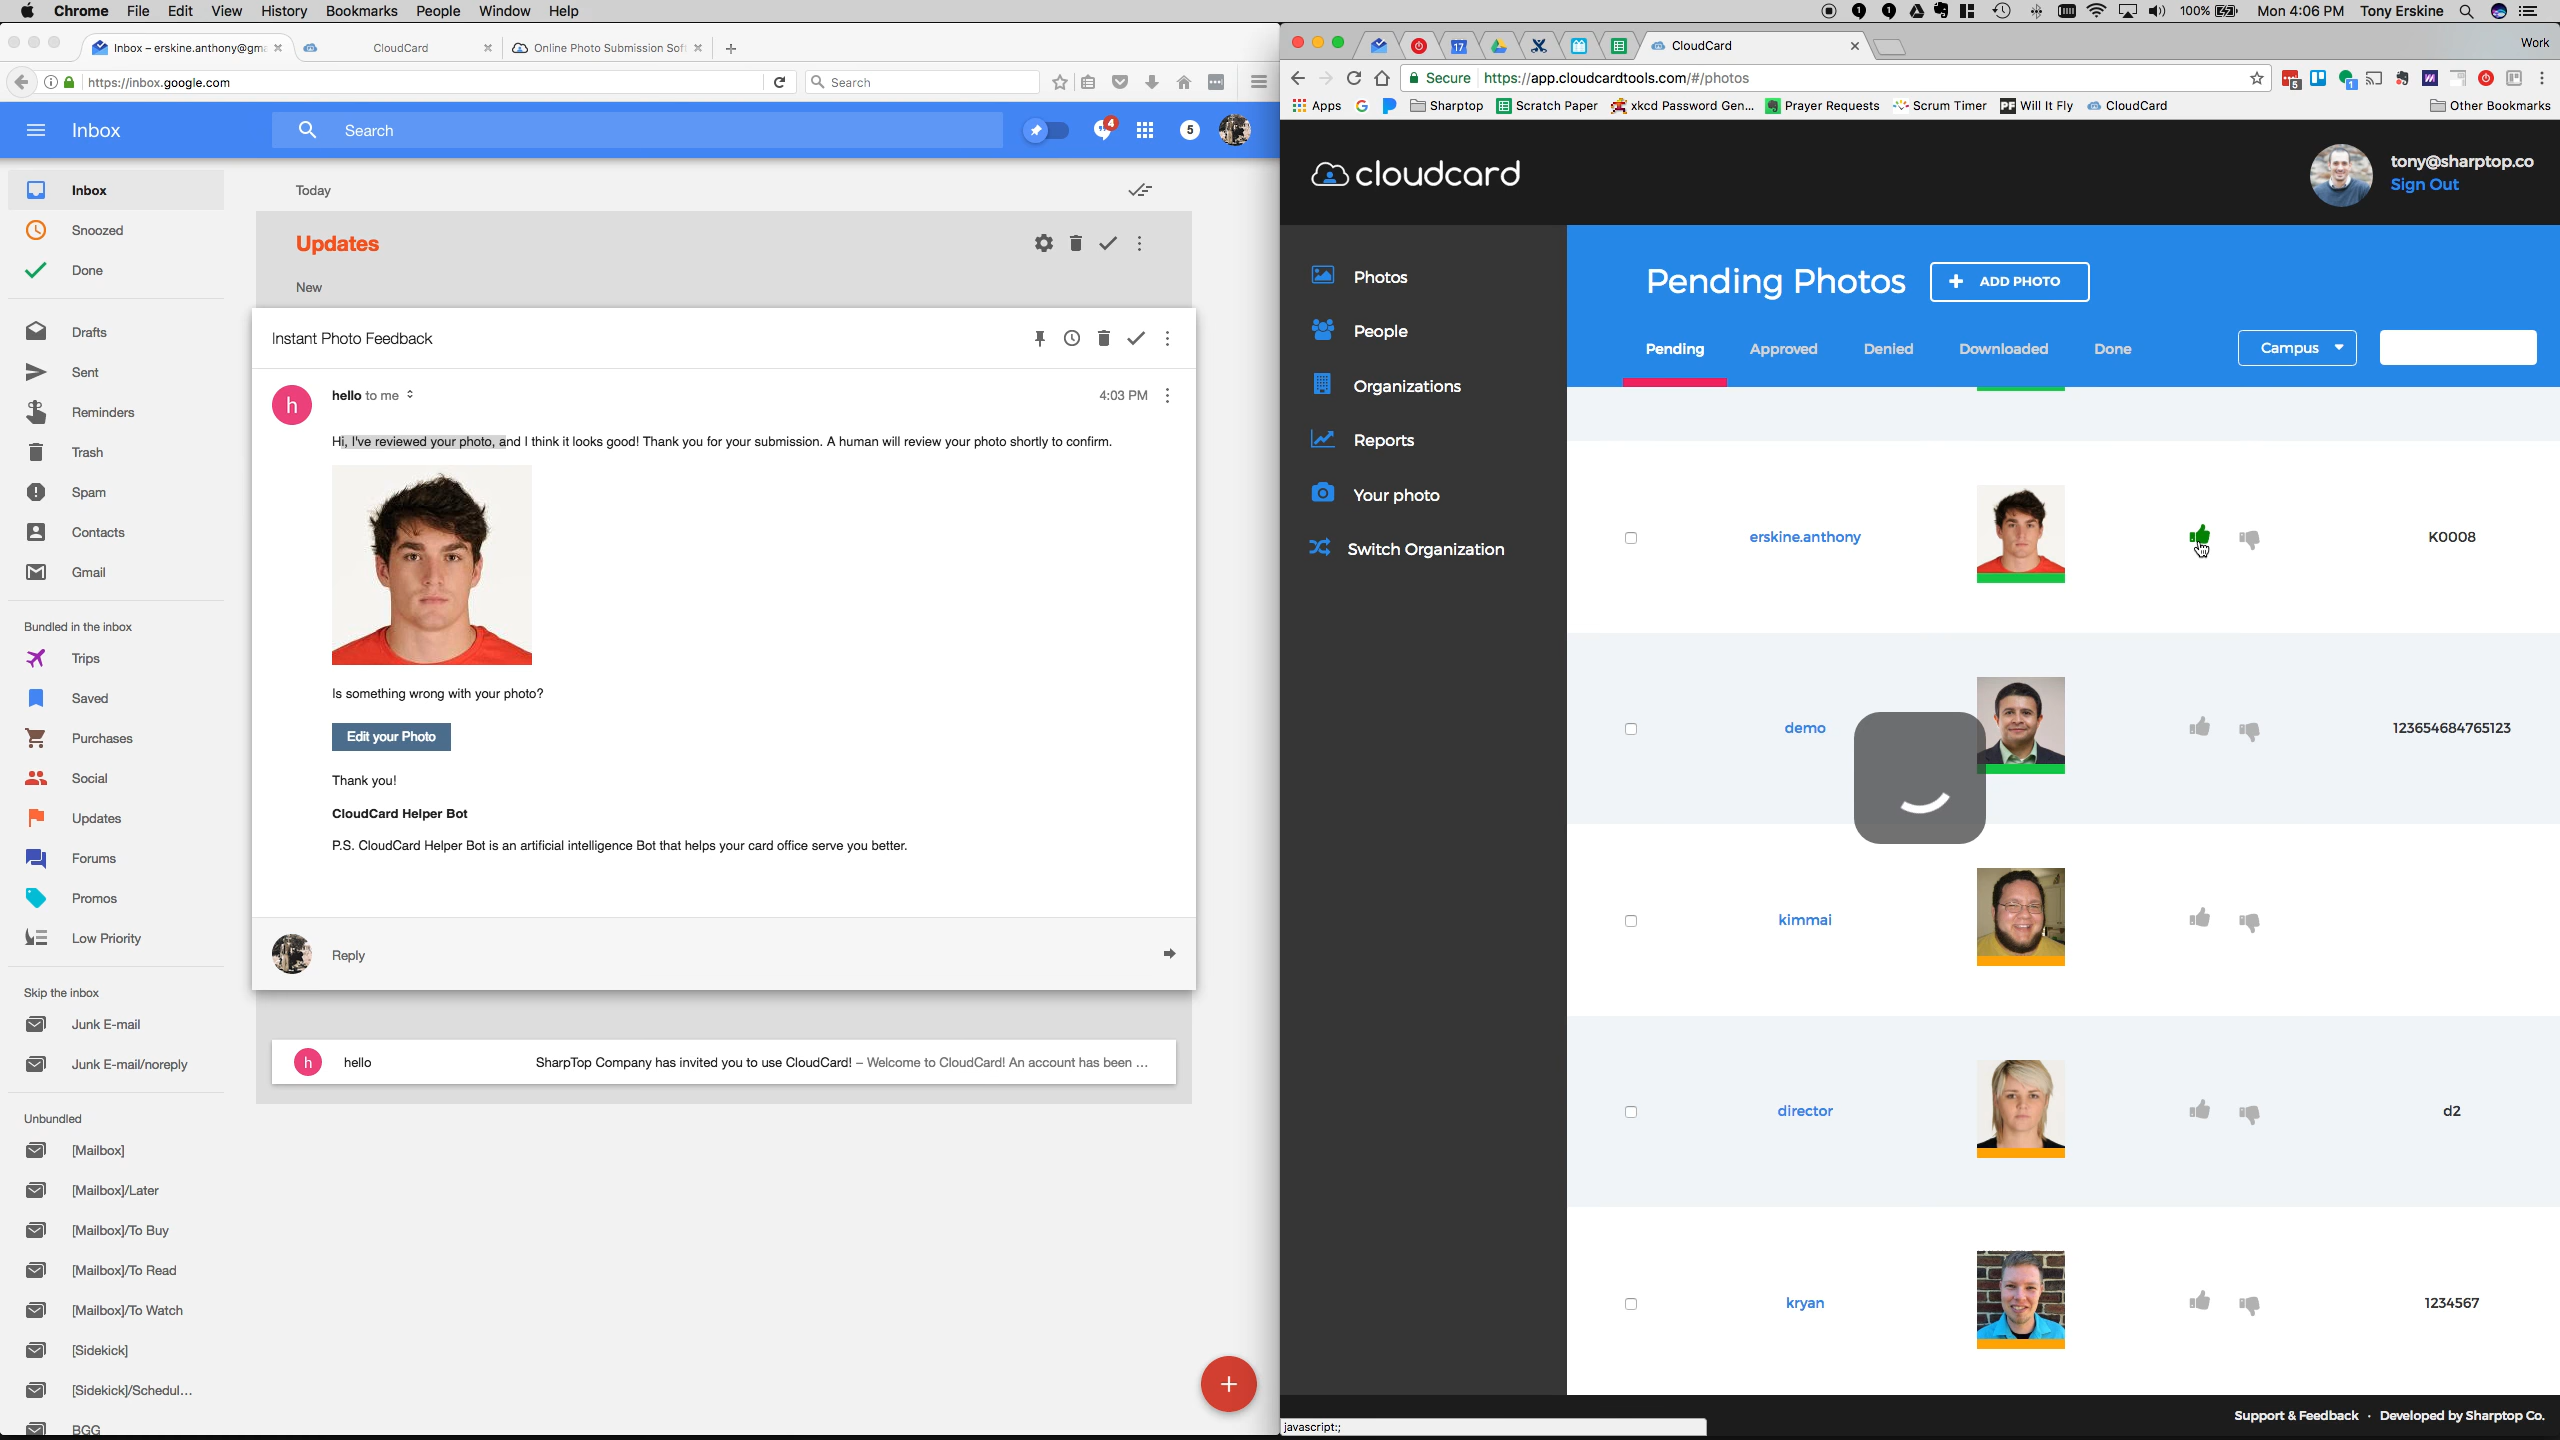 Chrome File Edit View History Bookmarks People Window Help
100% Mon 4:06 PM Tony Erskine
Inbox – erskine.anthony@gma
CloudCard
Online Photo Submission Sof
https://inbox.google.com
Search
Inbox
Search
4
5
Inbox
Snoozed
Done
Drafts
Sent
Reminders
Trash
Spam
Contacts
Gmail
Bundled in the inbox
Trips
Saved
Purchases
Social
Updates
Forums
Promos
Low Priority
Skip the inbox
Junk E-mail
Junk E-mail/noreply
Unbundled
[Mailbox]
[Mailbox]/Later
[Mailbox]/To Buy
[Mailbox]/To Read
[Mailbox]/To Watch
[Sidekick]
[Sidekick]/Schedul...
BGG
Today
Updates
New
Instant Photo Feedback
h
hello to me
4:03 PM
Hi, I've reviewed your photo, and I think it looks good! Thank you for your submission. A human will review your photo shortly to confirm.
Is something wrong with your photo?
Edit your Photo
Thank you!
CloudCard Helper Bot
P.S. CloudCard Helper Bot is an artificial intelligence Bot that helps your card office serve you better.
Reply
h hello SharpTop Company has invited you to use CloudCard! – Welcome to CloudCard! An account has been ...
17
CloudCard
Work
Secure https://app.cloudcardtools.com/#/photos
Apps Sharptop Scratch Paper xkcd Password Gen... Prayer Requests Scrum Timer PF Will It Fly CloudCard Other Bookmarks
cloudcard
tony@sharptop.co
Sign Out
Photos
People
Organizations
Reports
Your photo
Switch Organization
Pending Photos
+ ADD PHOTO
Pending Approved Denied Downloaded Done
Campus
erskine.anthony K0008
demo 123654684765123
kimmai
director d2
kryan 1234567
Support & Feedback · Developed by Sharptop Co.
javascript:;